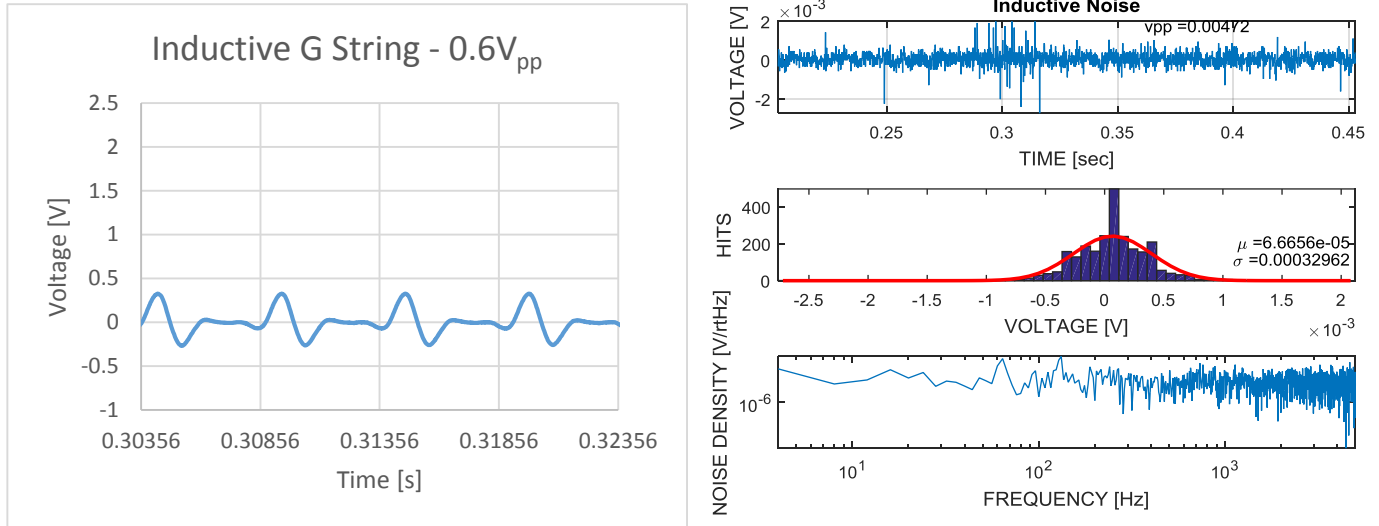 Inductive G String - 0.6Vpp
2.5
2
1.5
1
0.5
0
-0.5
-1
Voltage [V]
0.30356 0.30856 0.31356 0.31856 0.32356
Time [s]
×10-3
Inductive Noise
vpp =0.00472
VOLTAGE [V]
2
0
-2
0.25 0.3 0.35 0.4 0.45
TIME [sec]
HITS
400
200
0
μ =6.6656e-05
σ =0.00032962
-2.5 -2 -1.5 -1 -0.5 0 0.5 1 1.5 2
VOLTAGE [V]
×10-3
NOISE DENSITY [V/rtHz]
10-6
101 102 103
FREQUENCY [Hz]